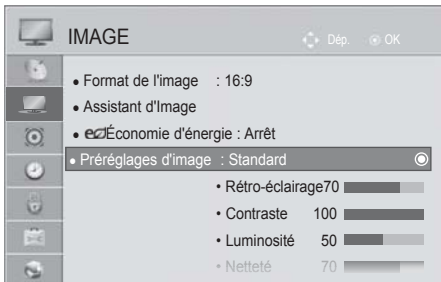 IMAGE
Dép. OK
• Format de l'image : 16:9
• Assistant d'Image
• eco Économie d'énergie : Arrêt
• Préréglages d'image : Standard
• Rétro-éclairage70
• Contraste 100
• Luminosité 50
• Netteté 70